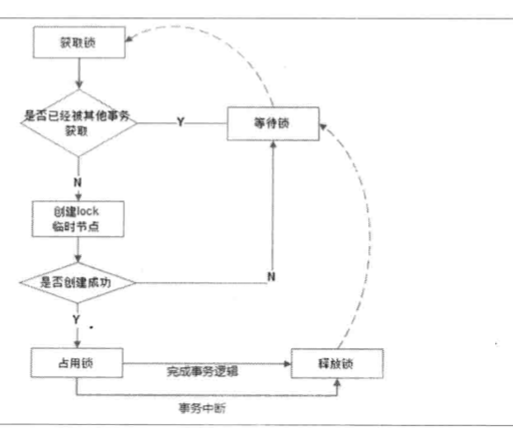 获取锁
是否已经被其他事务
获取
Y
等待锁
N
创建lock
临时节点
是否创建成功
N
Y
占用锁
完成事务逻辑
释放锁
事务中断